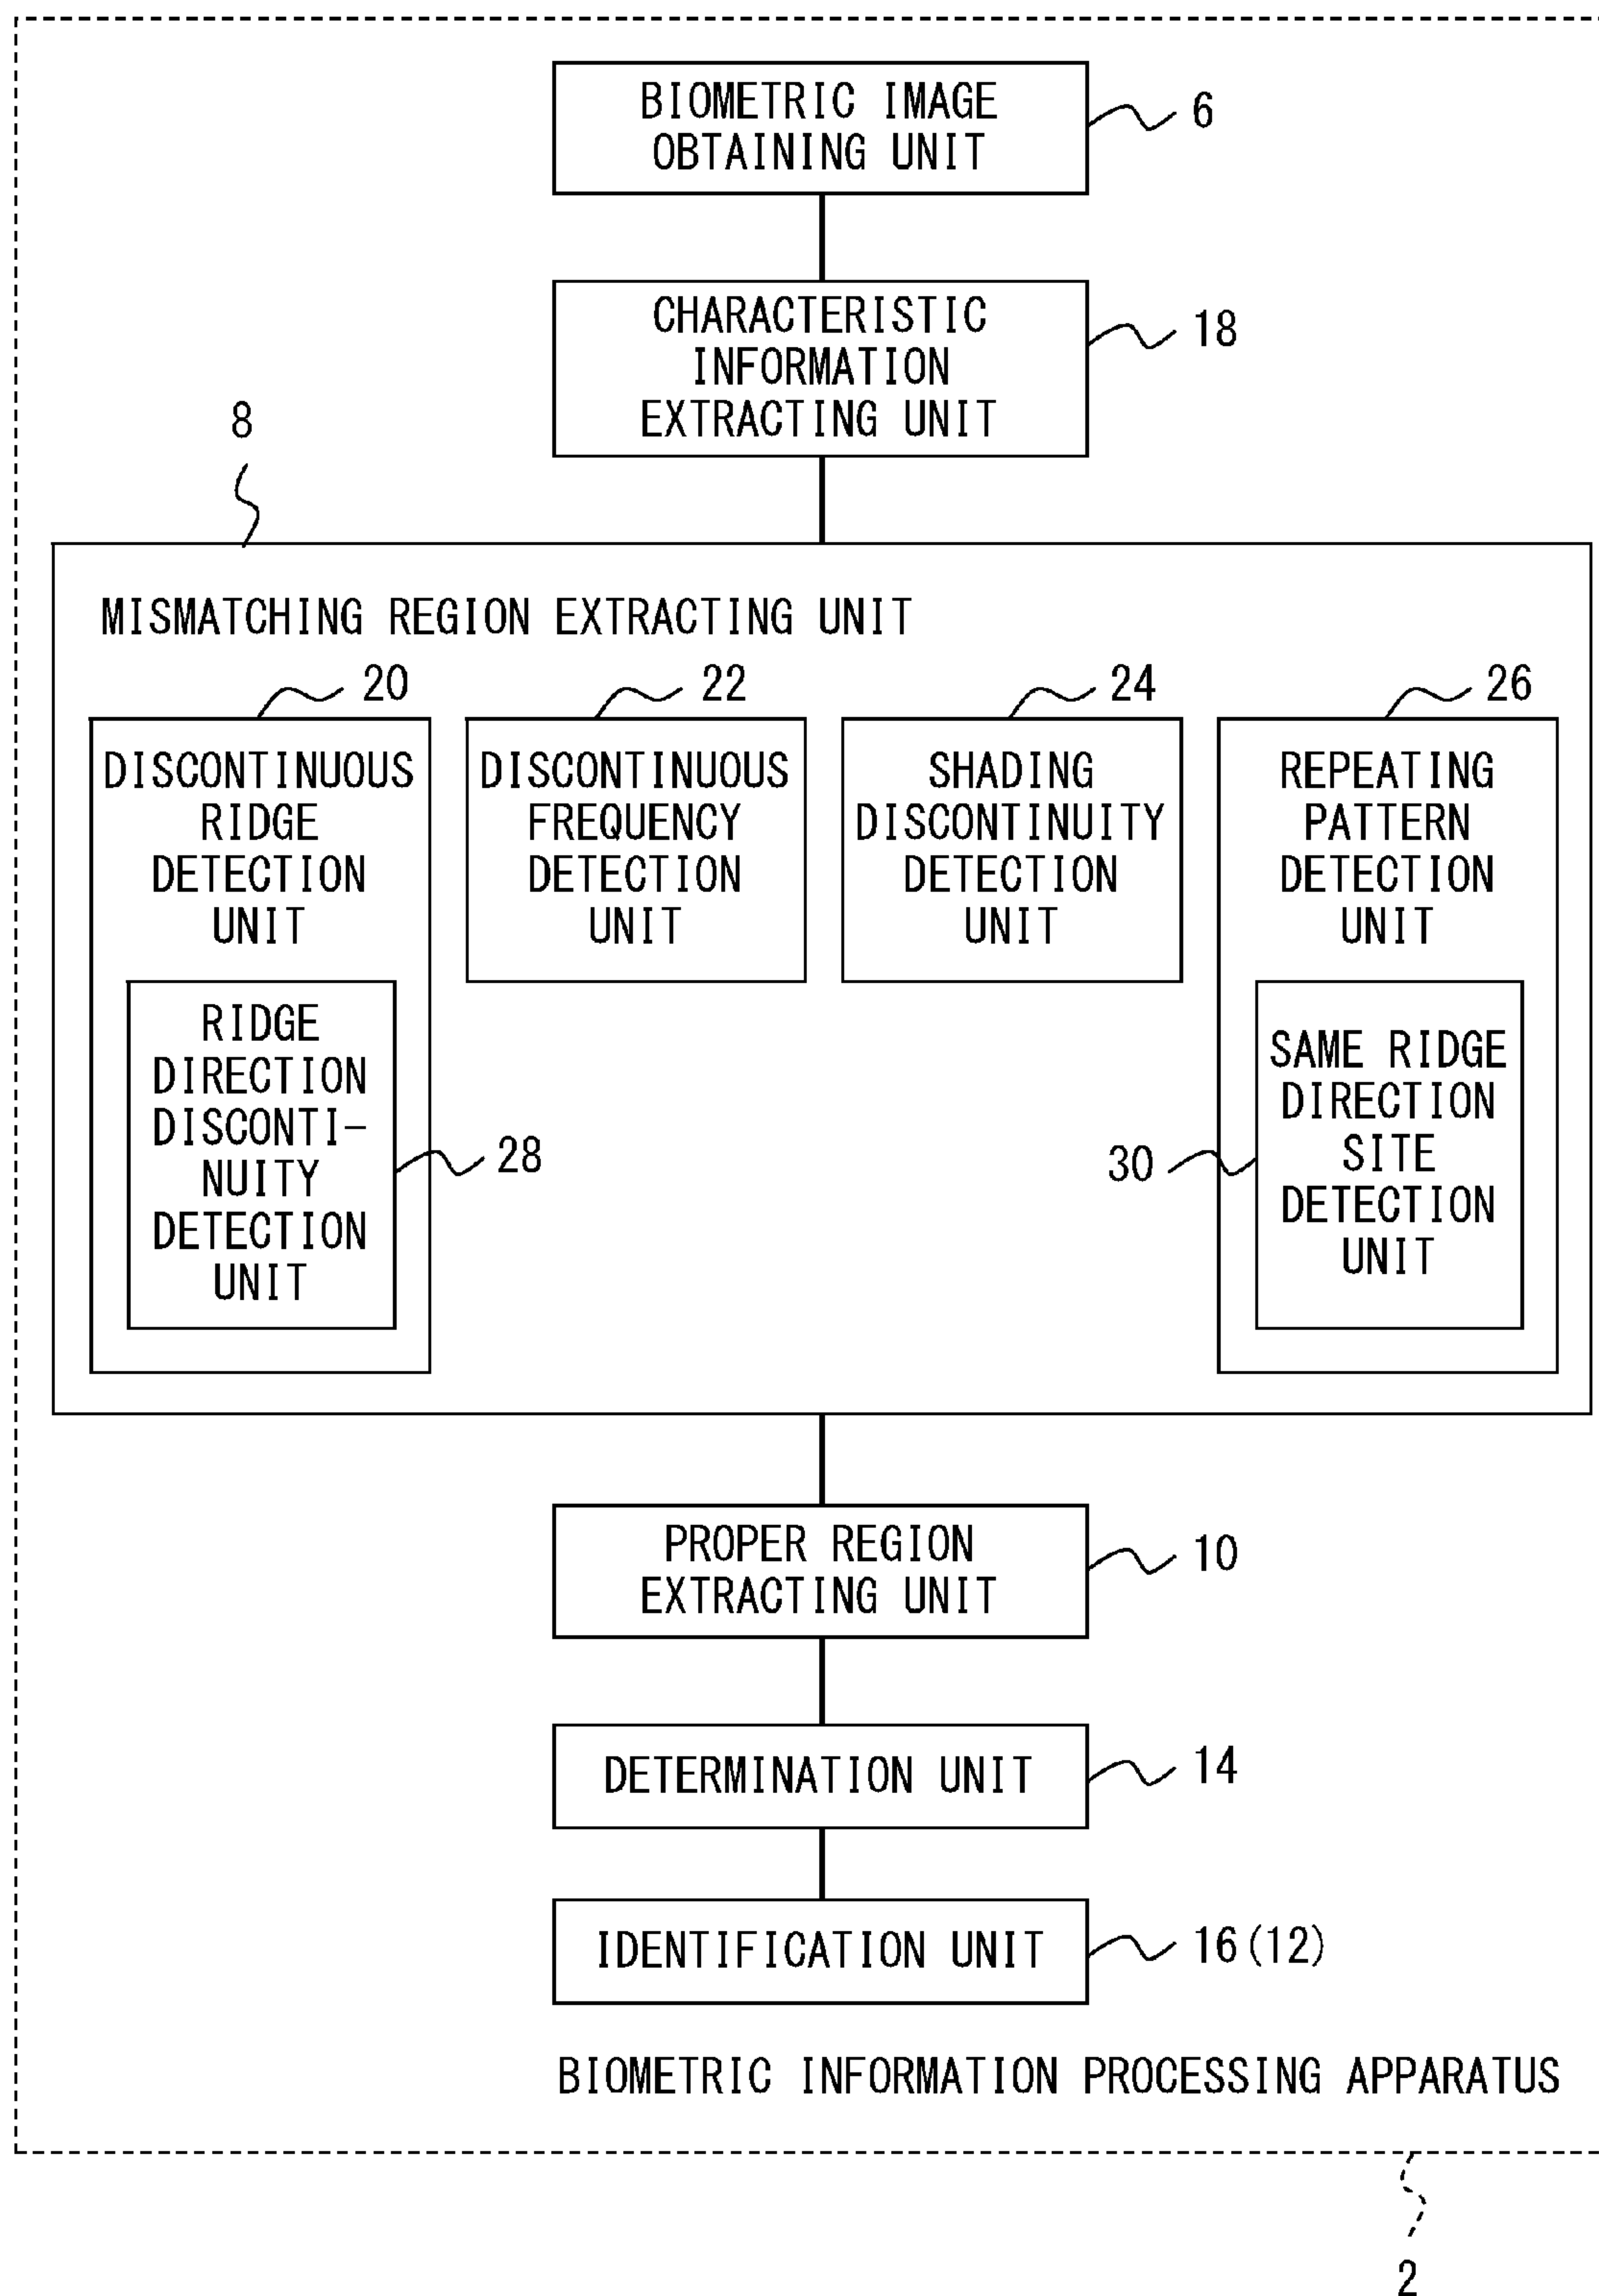 BIOMETRIC IMAGE
OBTAINING UNIT
6
CHARACTERISTIC
INFORMATION
EXTRACTING UNIT
18
8
MISMATCHING REGION EXTRACTING UNIT
20
DISCONTINUOUS
RIDGE
DETECTION
UNIT
RIDGE
DIRECTION
DISCONTI-
NUITY
DETECTION
UNIT
28
22
DISCONTINUOUS
FREQUENCY
DETECTION
UNIT
24
SHADING
DISCONTINUITY
DETECTION
UNIT
26
REPEATING
PATTERN
DETECTION
UNIT
30
SAME RIDGE
DIRECTION
SITE
DETECTION
UNIT
PROPER REGION
EXTRACTING UNIT
10
DETERMINATION UNIT
14
IDENTIFICATION UNIT
16(12)
BIOMETRIC INFORMATION PROCESSING APPARATUS
2